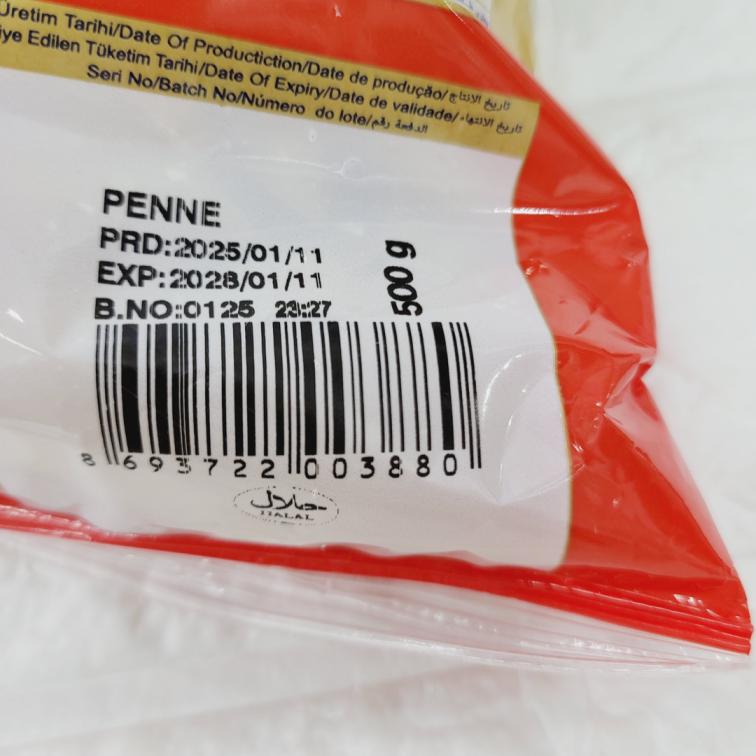 Üretim Tarihi/Date Of Productiction/Date de produção/تاريخ الانتاج
iye Edilen Tüketim Tarihi/Date Of Expiry/Date de validade/تاريخ الانتهاء
Seri No/Batch No/Número do lote/الدفعة رقم
PENNE
PRD:2025/01/11
EXP:2028/01/11
B.NO:0125 23:27
500 g
8 693722 003880
حلال
HALAL